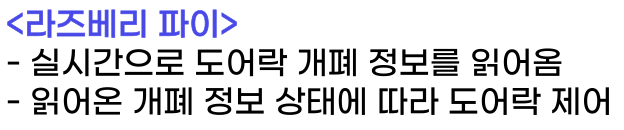 <라즈베리 파이>
- 실시간으로 도어락 개폐 정보를 읽어옴
- 읽어온 개폐 정보 상태에 따라 도어락 제어